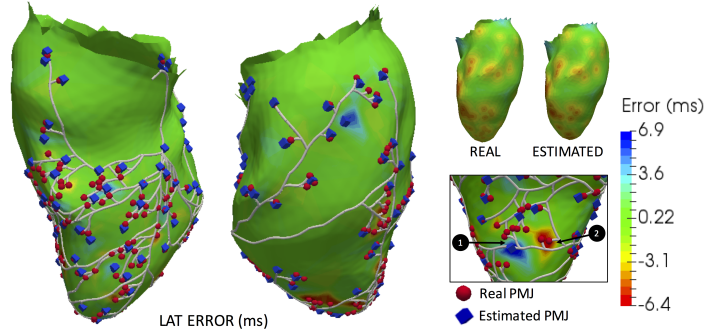 REAL
ESTIMATED
Error (ms)
6.9
3.6
0.22
-3.1
-6.4
1
2
Real PMJ
Estimated PMJ
LAT ERROR (ms)